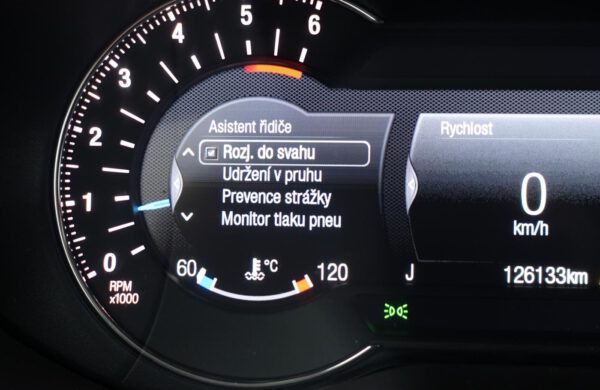 6
5
4
3
2
1
0
RPM
x1000
Asistent řidiče
Rozj. do svahu
Udržení v pruhu
Prevence strážky
Monitor tlaku pneu
60
°C
120
Rychlost
0
km/h
J
126133km